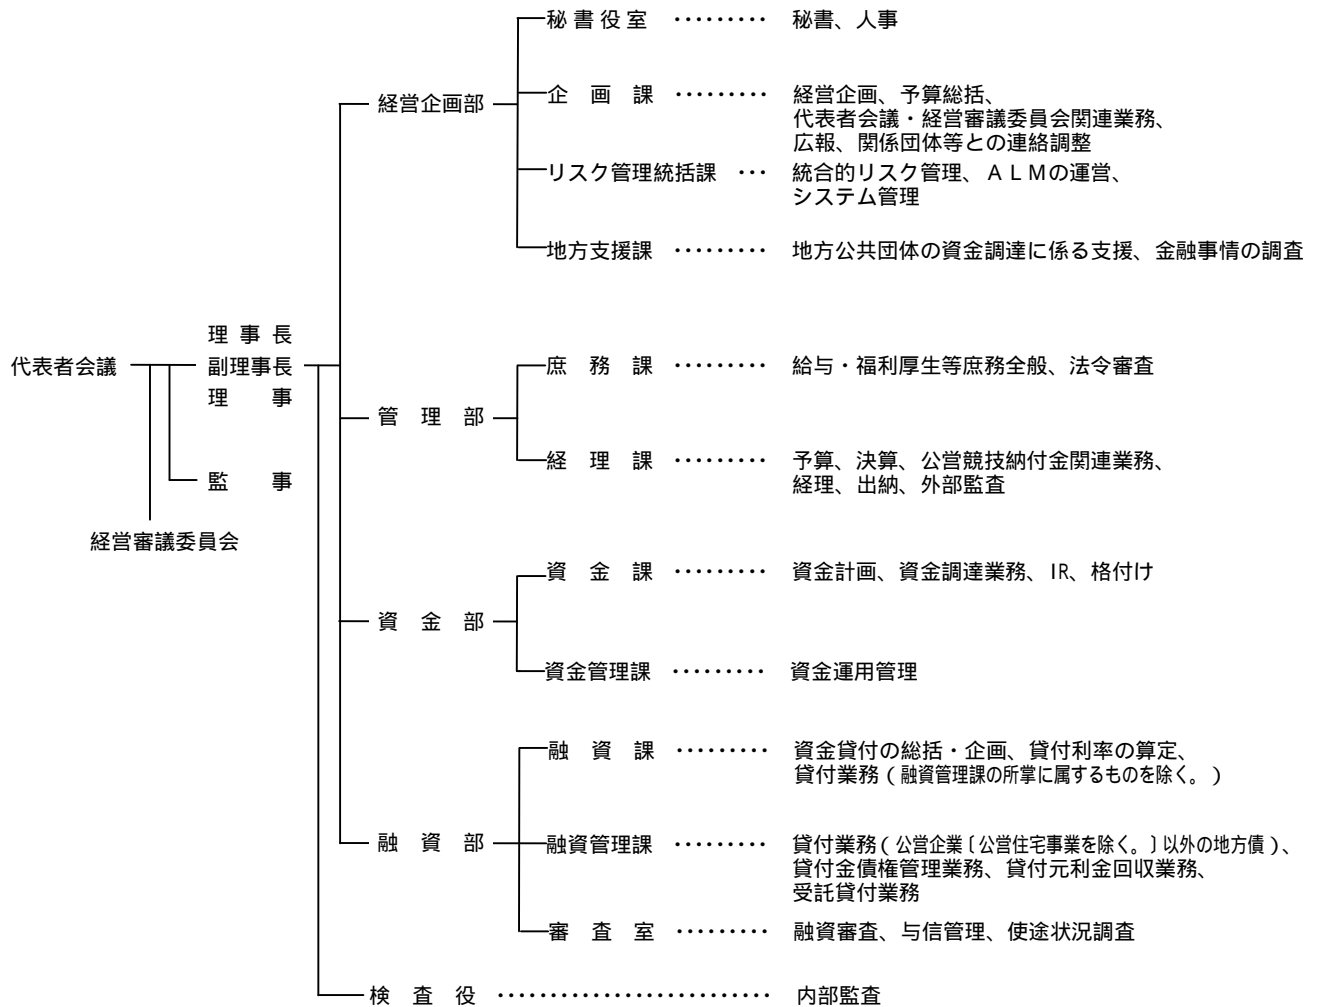 秘書役室 ········· 秘書、人事
経営企画部
企画課 ········· 経営企画、予算総括、
代表者会議・経営審議委員会関連業務、
広報、関係団体等との連絡調整
リスク管理統括課 ··· 統合的リスク管理、ALMの運営、
システム管理
地方支援課 ········· 地方公共団体の資金調達に係る支援、金融事情の調査
代表者会議
理事長
副理事長
理事
監事
経営審議委員会
管理部
庶務課 ········· 給与・福利厚生等庶務全般、法令審査
経理課 ········· 予算、決算、公営競技納付金関連業務、
経理、出納、外部監査
資金部
資金課 ········· 資金計画、資金調達業務、IR、格付け
資金管理課 ········· 資金運用管理
融資部
融資課 ········· 資金貸付の総括・企画、貸付利率の算定、
貸付業務(融資管理課の所掌に属するものを除く。)
融資管理課 ········· 貸付業務(公営企業〔公営住宅事業を除く。〕以外の地方債)、
貸付金債権管理業務、貸付元利金回収業務、
受託貸付業務
審査室 ········· 融資審査、与信管理、使途状況調査
検査役 ·························· 内部監査